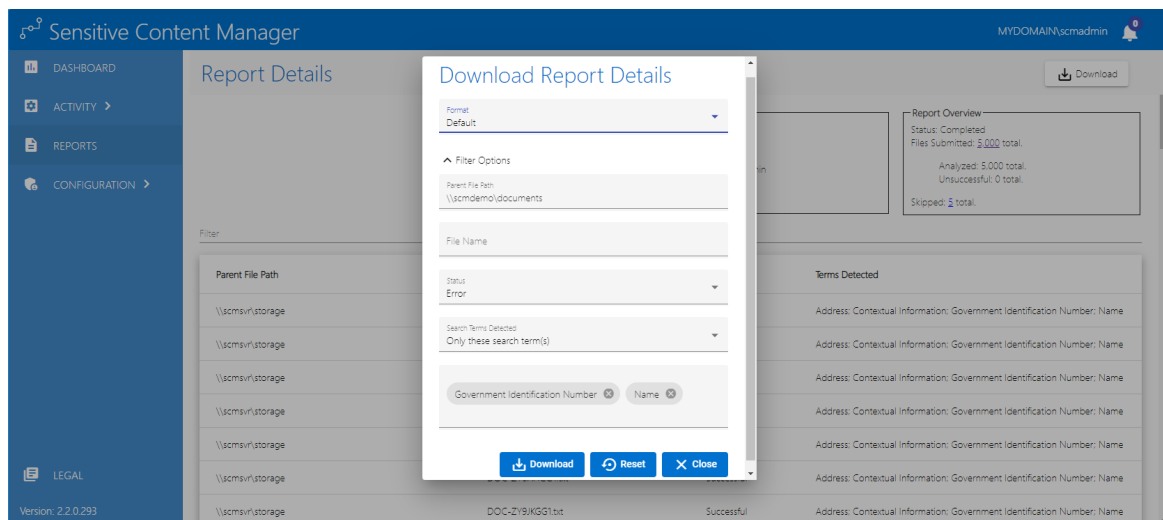 Sensitive Content Manager
MYDOMAIN\scmadmin
0
DASHBOARD
ACTIVITY
REPORTS
CONFIGURATION
LEGAL
Version: 2.2.0.293
Report Details
Download
Report Overview
Status: Completed
Files Submitted: 5,000 total.
Analyzed: 5,000 total.
Unsuccessful: 0 total.
Skipped: 5 total.
Filter
Parent File Path
Terms Detected
\\scmsvr\storage
Address; Contextual Information; Government Identification Number; Name
\\scmsvr\storage
Address; Contextual Information; Government Identification Number; Name
\\scmsvr\storage
Address; Contextual Information; Government Identification Number; Name
\\scmsvr\storage
Address; Contextual Information; Government Identification Number; Name
\\scmsvr\storage
Address; Contextual Information; Government Identification Number; Name
\\scmsvr\storage
Address; Contextual Information; Government Identification Number; Name
\\scmsvr\storage
DOC-ZY9JKGG1.txt
Successful
Address; Contextual Information; Government Identification Number; Name
Download Report Details
Format
Default
Filter Options
Parent File Path
\\scmdemo\documents
File Name
Status
Error
Search Terms Detected
Only these search term(s)
Government Identification Number
Name
Download
Reset
Close